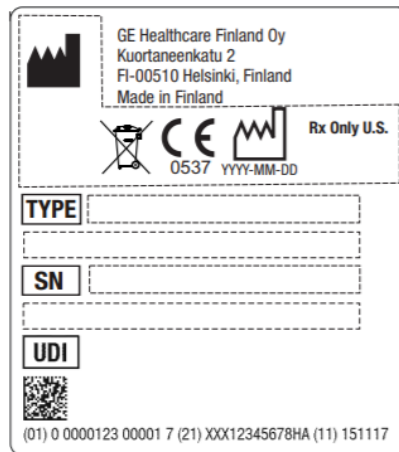 GE Healthcare Finland Oy
Kuortaneenkatu 2
FI-00510 Helsinki, Finland
Made in Finland
Rx Only U.S.
CE
0537 YYYY-MM-DD
TYPE
SN
UDI
(01) 0 0000123 00001 7 (21) XXX12345678HA (11) 151117